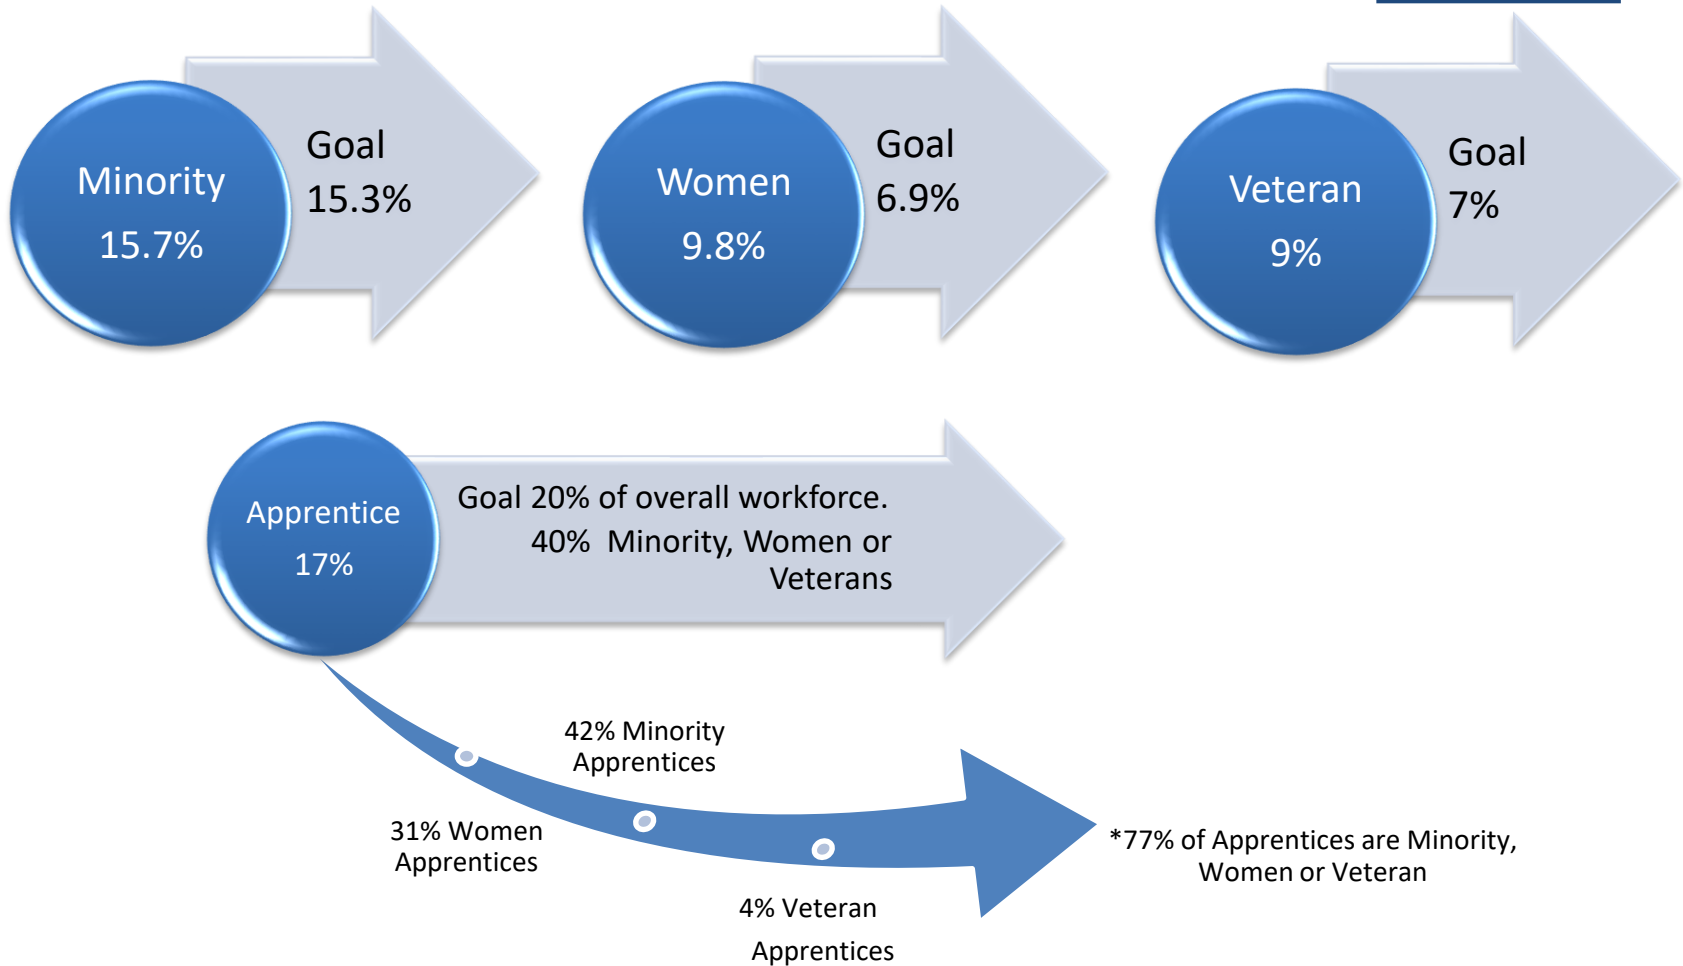 Minority
15.7%
Goal
15.3%
Women
9.8%
Goal
6.9%
Veteran
9%
Goal
7%
Apprentice
17%
Goal 20% of overall workforce.
40% Minority, Women or
Veterans
42% Minority
Apprentices
31% Women
Apprentices
4% Veteran
Apprentices
*77% of Apprentices are Minority,
Women or Veteran